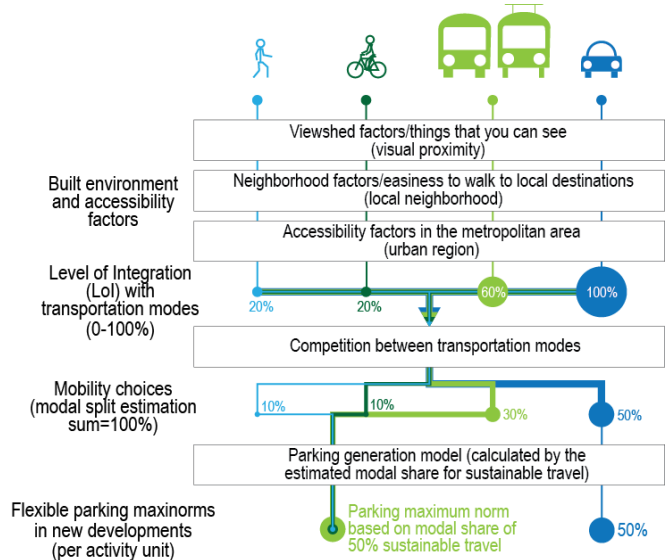 Viewshed factors/things that you can see
(visual proximity)
Built environment
and accessibility
factors
Neighborhood factors/easiness to walk to local destinations
(local neighborhood)
Accessibility factors in the metropolitan area
(urban region)
Level of Integration
(LoI) with
transportation modes
(0-100%)
20%
20%
60%
100%
Competition between transportation modes
Mobility choices
(modal split estimation
sum=100%)
10%
10%
30%
50%
Parking generation model (calculated by the
estimated modal share for sustainable travel)
Flexible parking maxinorms
in new developments
(per activity unit)
Parking maximum norm
based on modal share of
50% sustainable travel
50%